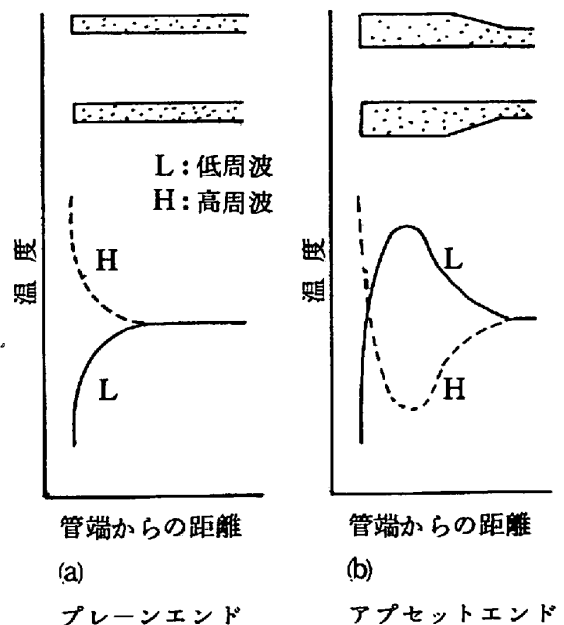 L:低周波
H:高周波
温度
H
L
管端からの距離
(a)
プレーンエンド
温度
L
H
管端からの距離
(b)
アプセットエンド